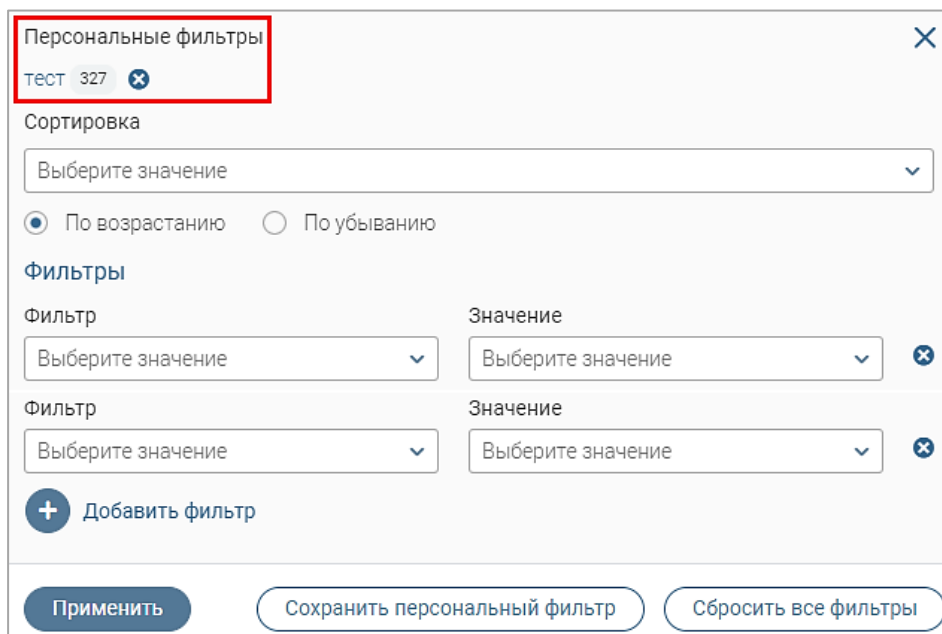 Персональные фильтры
тест 327
Сортировка
Выберите значение
По возрастанию По убыванию
Фильтры
Фильтр Значение
Выберите значение Выберите значение
Фильтр Значение
Выберите значение Выберите значение
Добавить фильтр
Применить Сохранить персональный фильтр Сбросить все фильтры